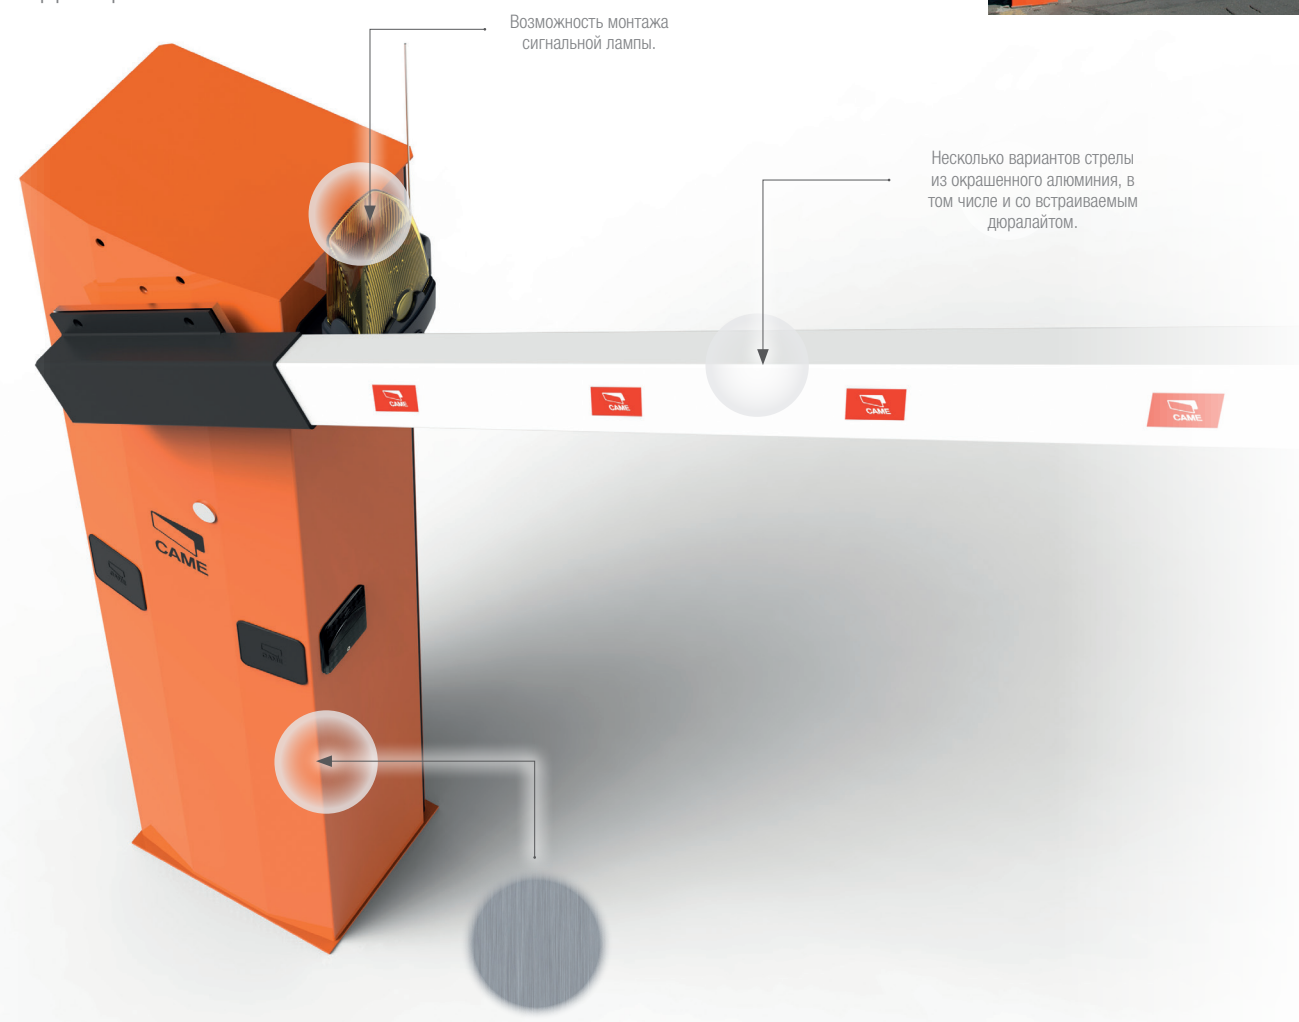 Возможность монтажа
сигнальной лампы.
Несколько вариантов стрелы
из окрашенного алюминия, в
том числе и со встраиваемым
дюралайтом.
CAME
CAME
CAME
CAME
CAME